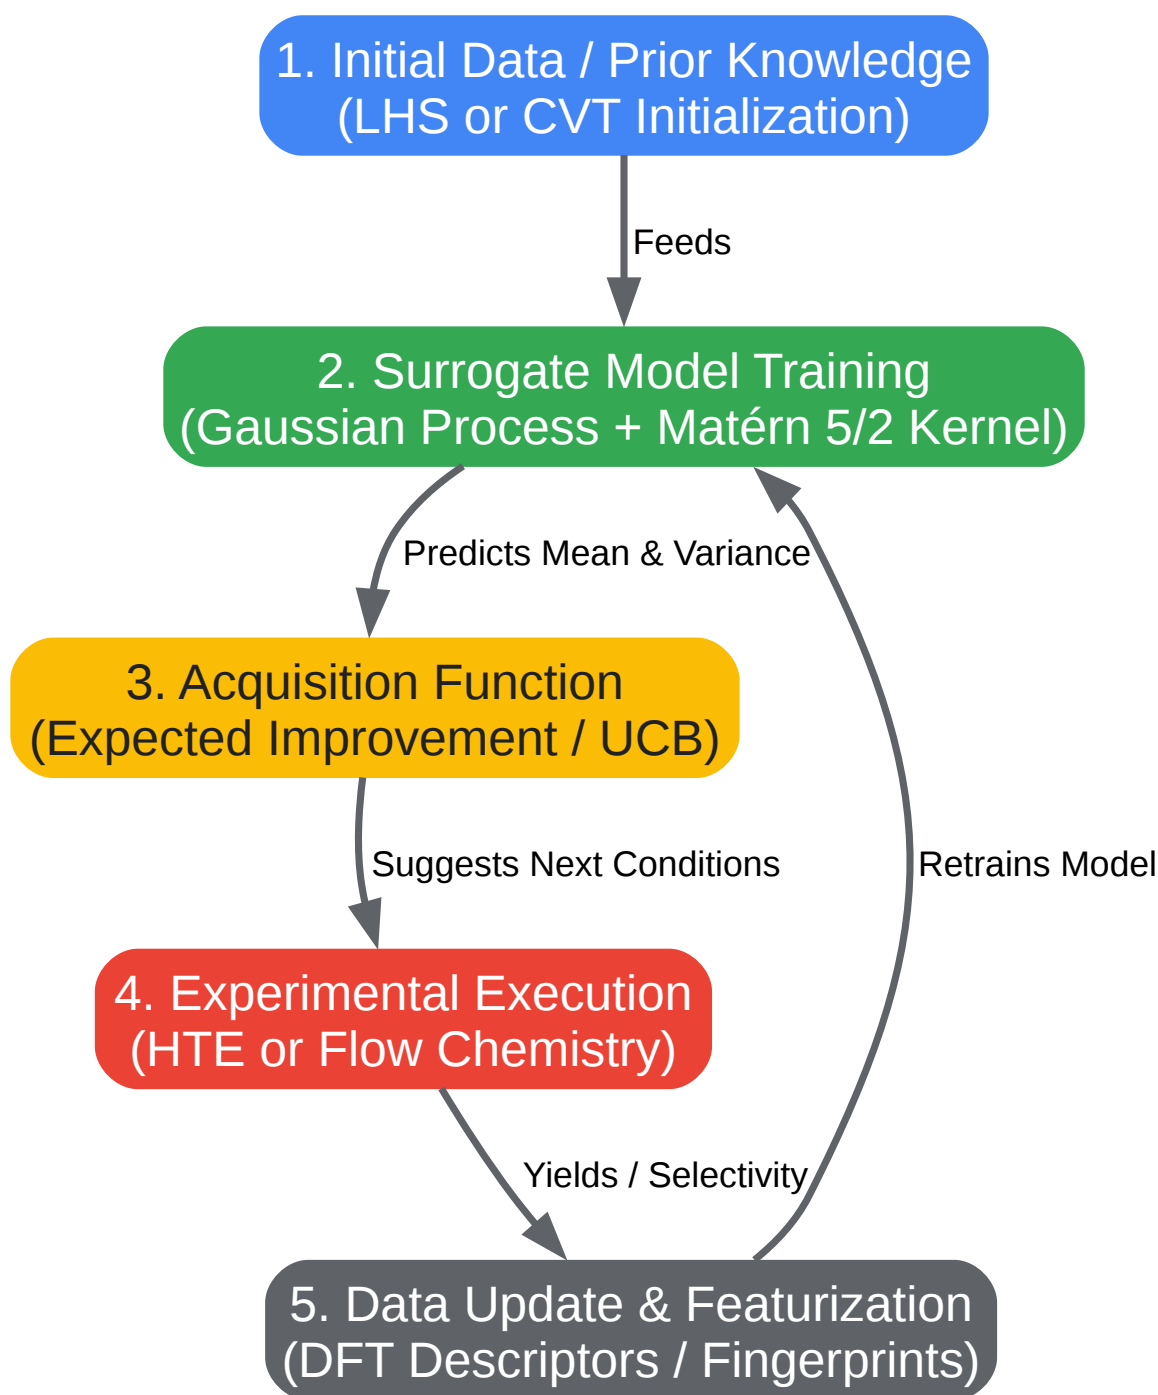 1. Initial Data / Prior Knowledge
(LHS or CVT Initialization)
Feeds
2. Surrogate Model Training
(Gaussian Process + Matérn 5/2 Kernel)
Predicts Mean & Variance
3. Acquisition Function
(Expected Improvement / UCB)
Suggests Next Conditions
Retrains Model
4. Experimental Execution
(HTE or Flow Chemistry)
Yields / Selectivity
5. Data Update & Featurization
(DFT Descriptors / Fingerprints)